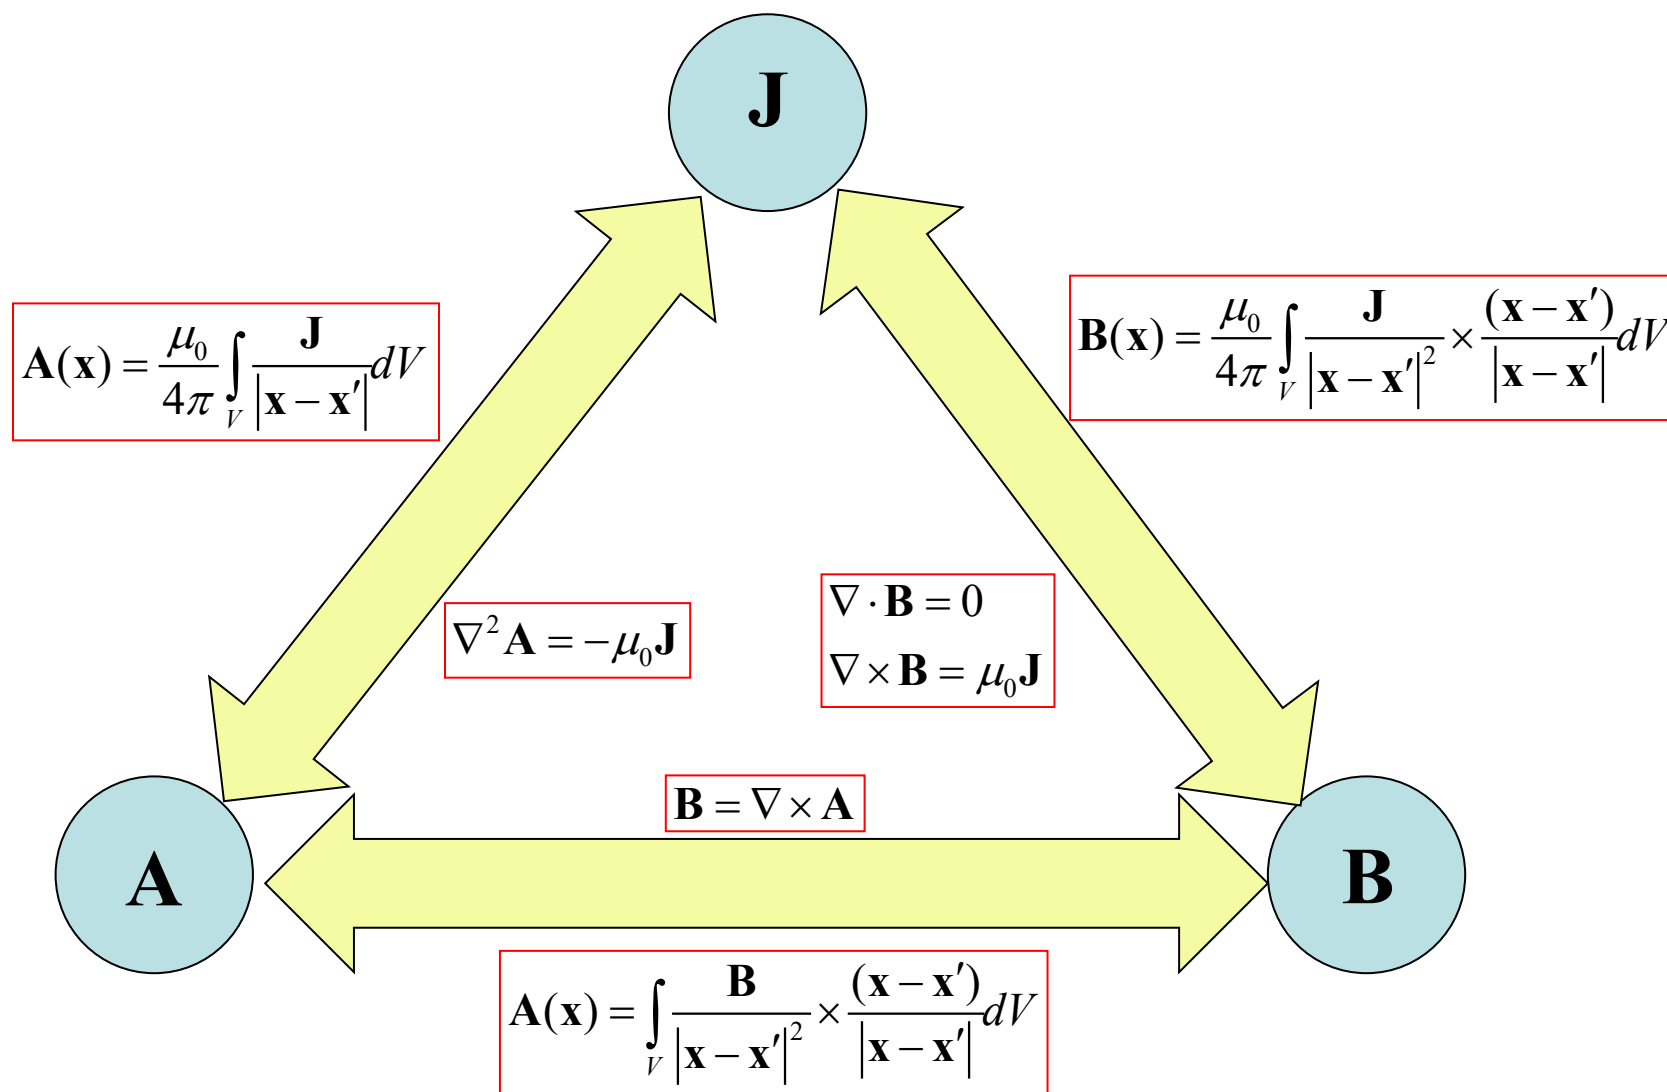 J
A(x) = μ₀/4π ∫_V J/|x − x′| dV
B(x) = μ₀/4π ∫_V J/|x − x′|² × (x − x′)/|x − x′| dV
∇²A = −μ₀J
∇ · B = 0
∇ × B = μ₀J
B = ∇ × A
A
B
A(x) = ∫_V B/|x − x′|² × (x − x′)/|x − x′| dV